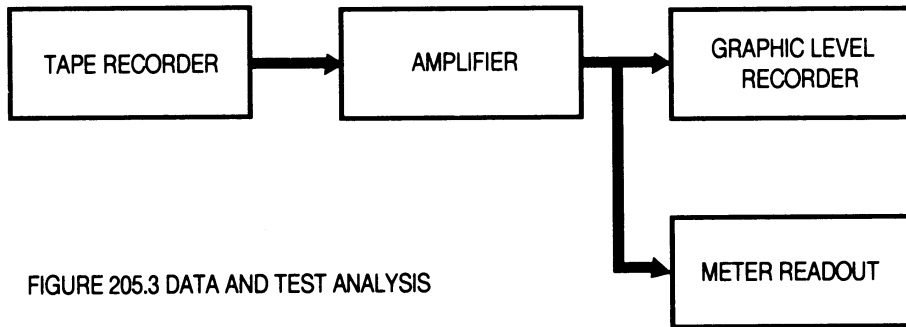 TAPE RECORDER
AMPLIFIER
GRAPHIC LEVEL
RECORDER
METER READOUT
FIGURE 205.3 DATA AND TEST ANALYSIS